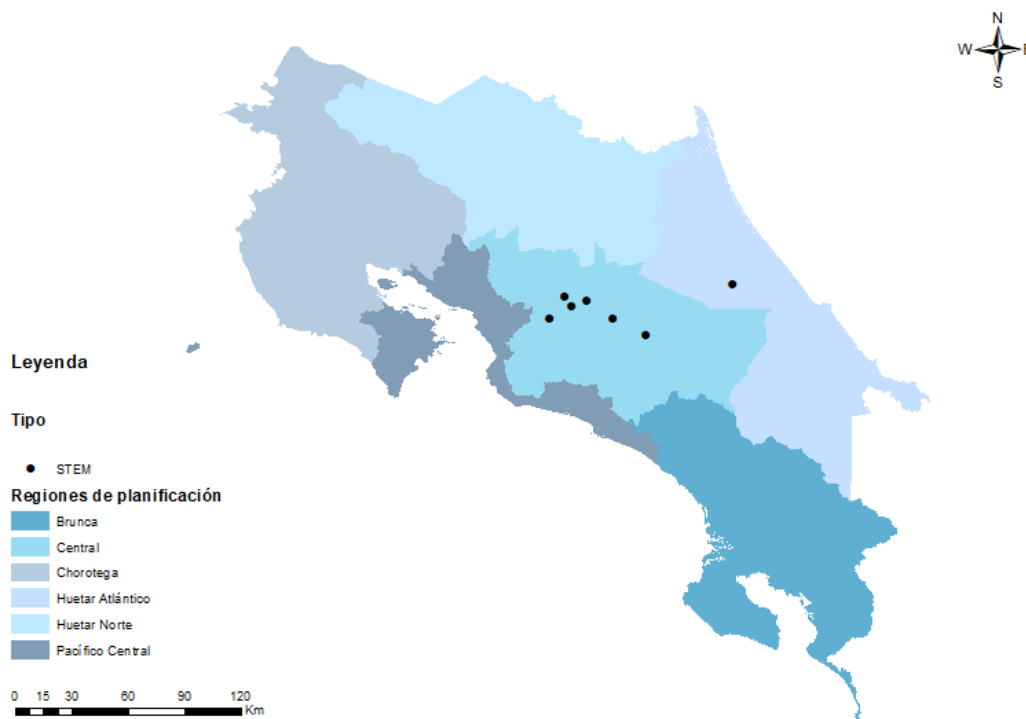 N
W E
S
Leyenda
Tipo
STEM
Regiones de planificación
Brunca
Central
Chorotega
Huetar Atlántico
Huetar Norte
Pacífico Central
0 15 30 60 90 120
Km